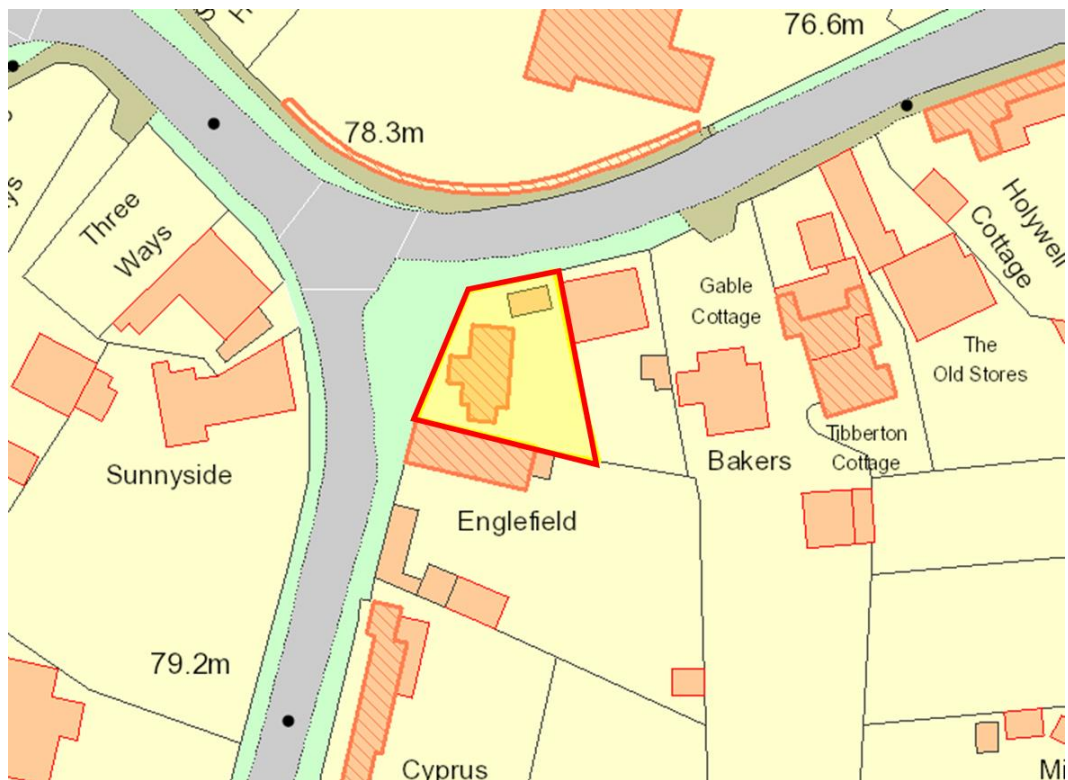 76.6m
78.3m
Three
Ways
Holywell
Cottage
Gable
Cottage
The
Old Stores
Tibberton
Cottage
Bakers
Sunnyside
Englefield
79.2m
Cyprus